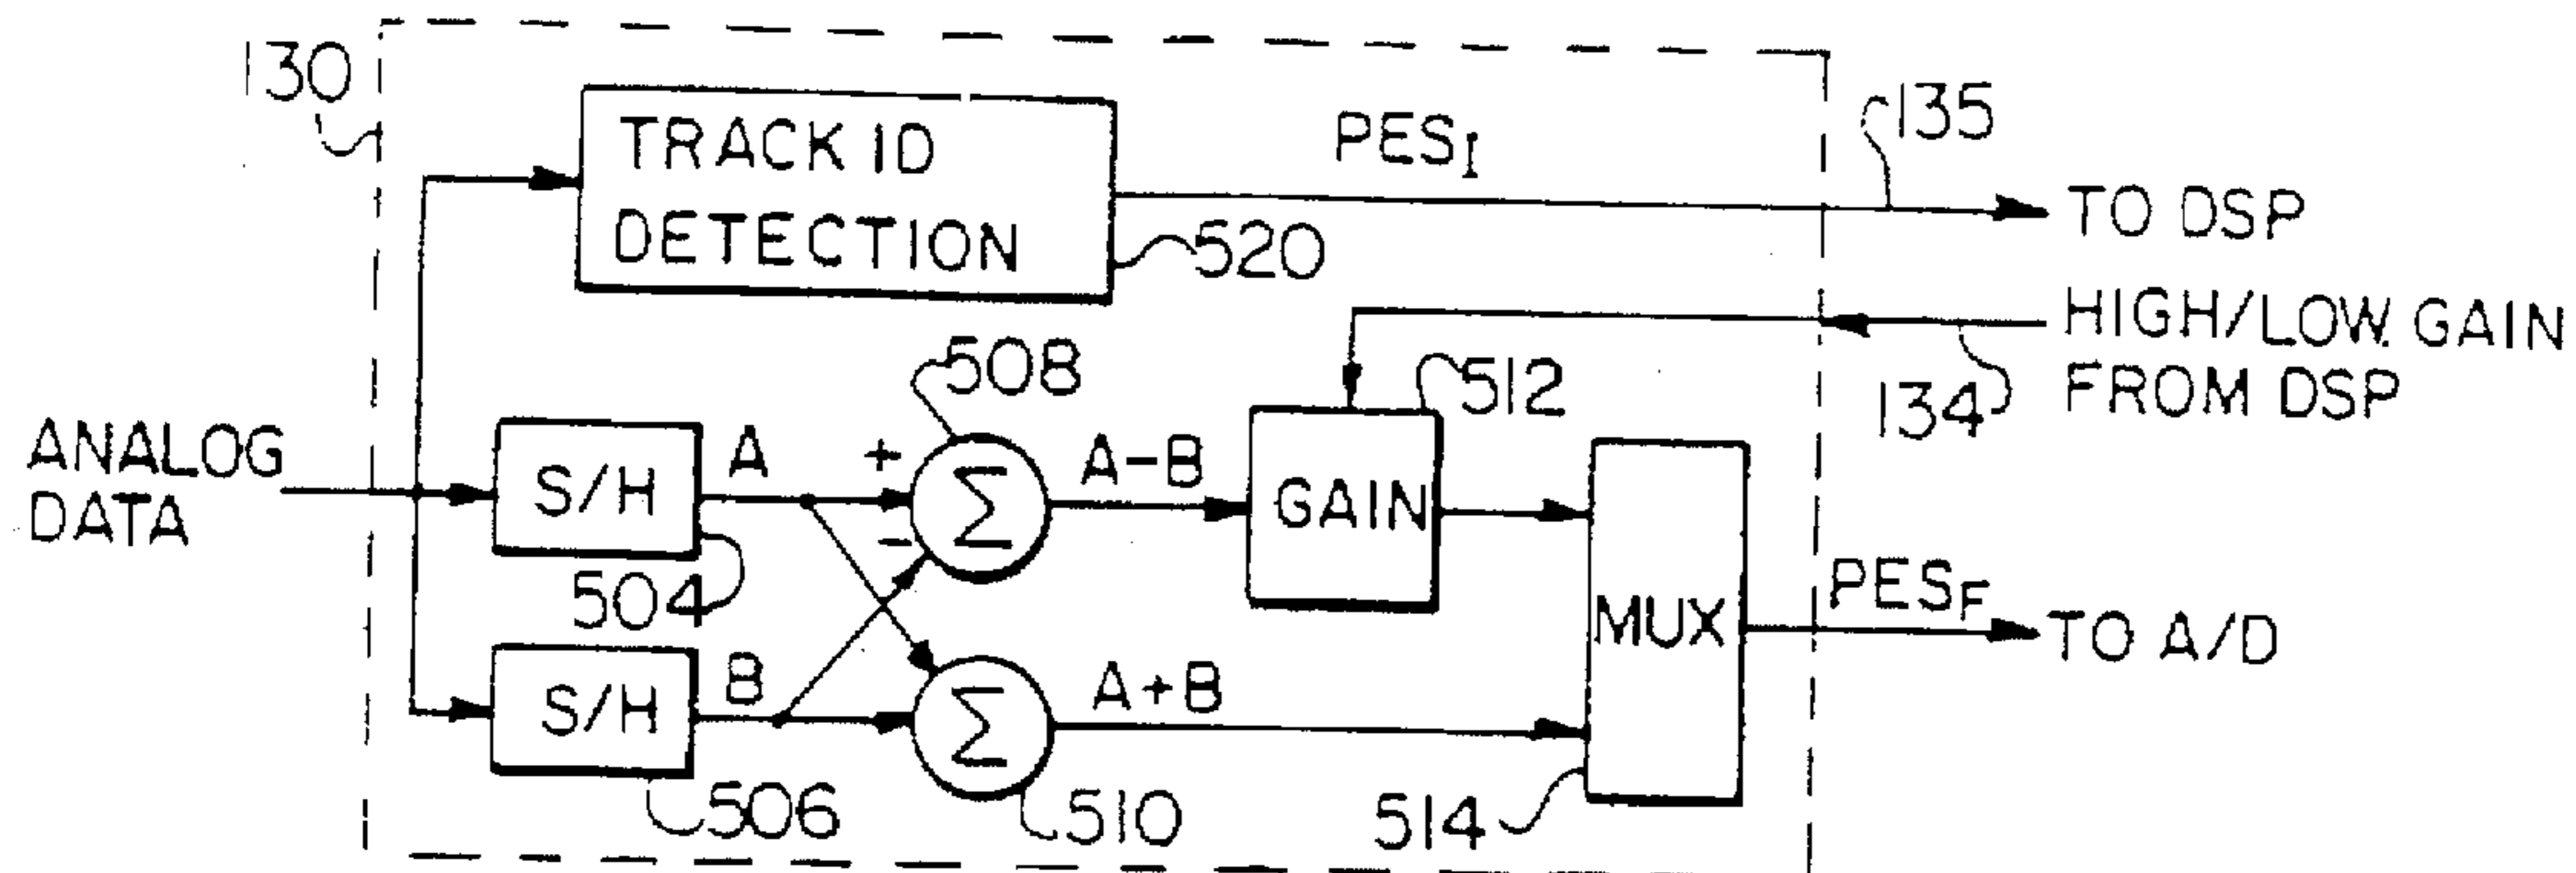 130
TRACK ID
DETECTION
PES_I
135
TO DSP
520
HIGH/LOW GAIN
FROM DSP
134
508
512
ANALOG
DATA
S/H
A
+
-
Σ
A-B
GAIN
504
MUX
PES_F
TO A/D
S/H
B
Σ
A+B
506
510
514